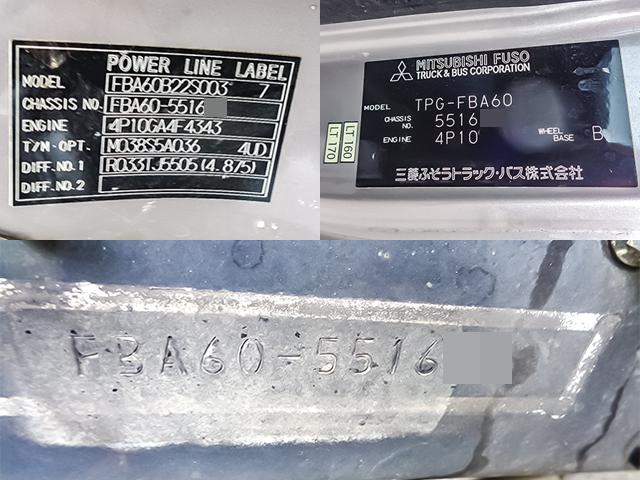 POWER LINE LABEL
MODEL FBA60B22S003 7
CHASSIS NO. FBA60-5516
ENGINE 4P10GA4F4343
T/M-OPT. M038S5A036 4UD
DIFF.NO.1 R033T J5505(4.875)
DIFF.NO.2
MITSUBISHI FUSO
TRUCK & BUS CORPORATION
MODEL TPG-FBA60
CHASSIS NO. 5516
ENGINE 4P10 WHEEL BASE B
LT160
LT170
三菱ふそうトラック・バス株式会社
FBA60-5516